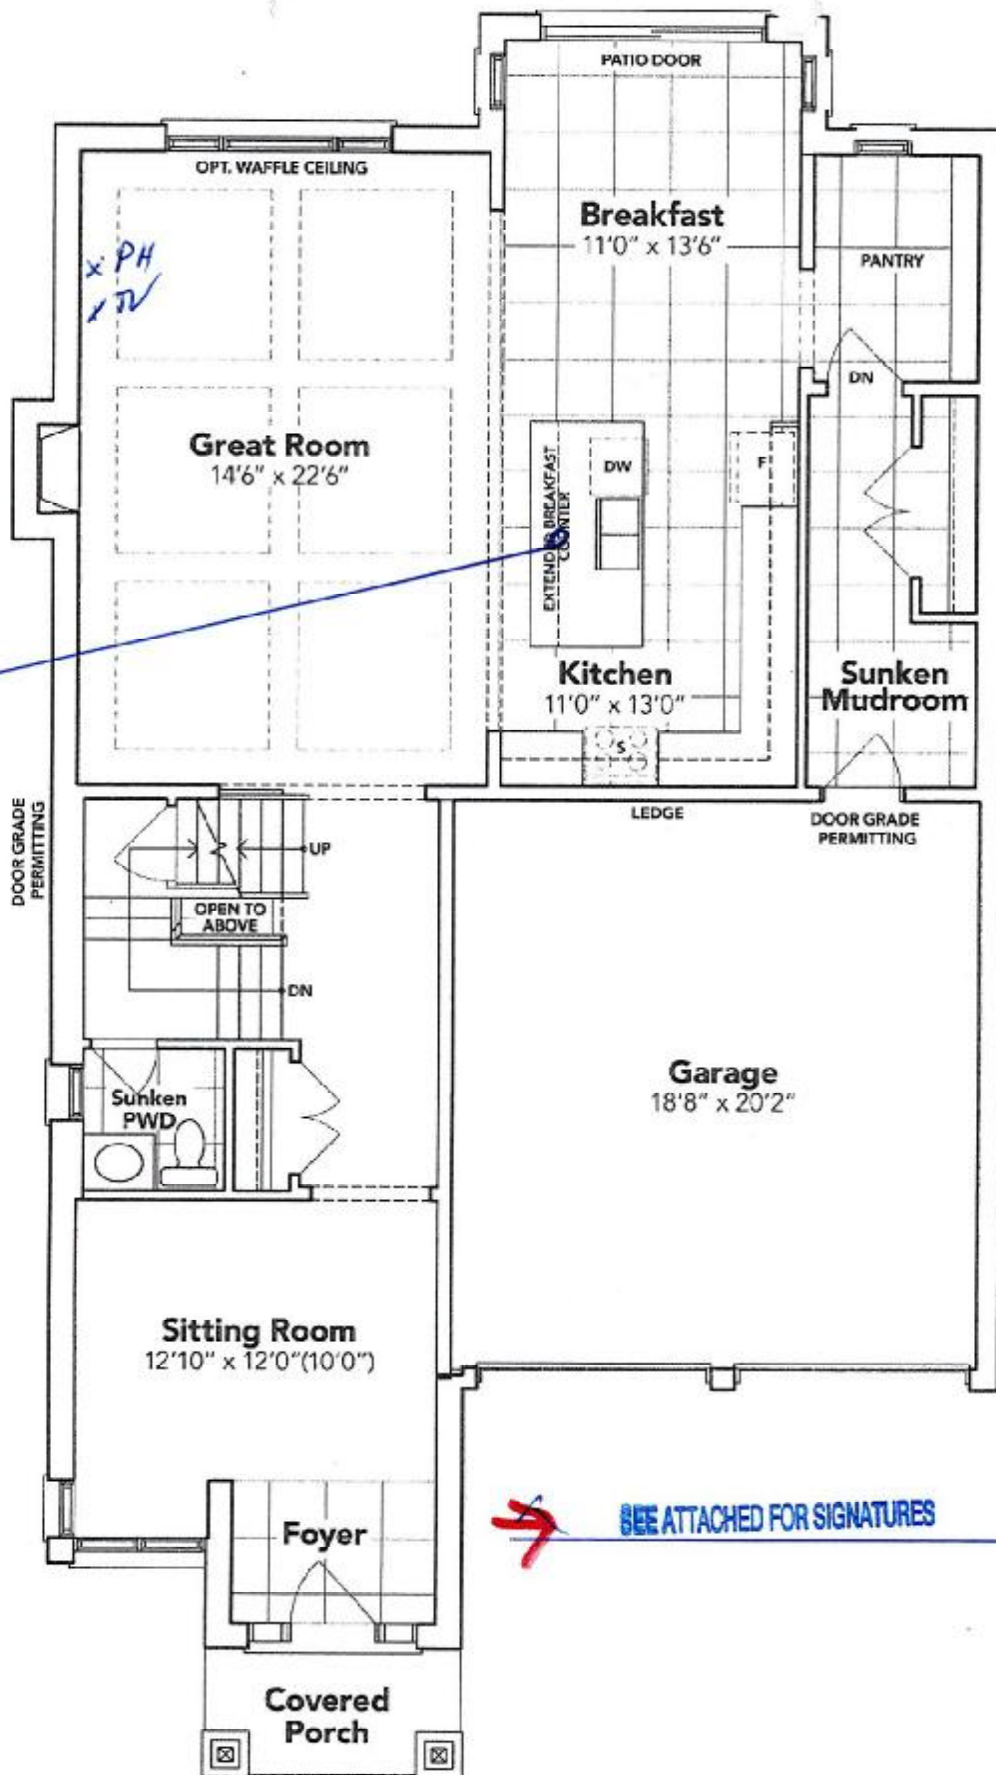 PATIO DOOR
OPT. WAFFLE CEILING
Breakfast
11'0" x 13'6"
PANTRY
x PH
x TV
DN
Great Room
14'6" x 22'6"
EXTENDED BREAKFAST
COUNTER
DW
F
Kitchen
11'0" x 13'0"
S
Sunken
Mudroom
LEDGE
DOOR GRADE
PERMITTING
DOOR GRADE
PERMITTING
UP
OPEN TO
ABOVE
DN
Sunken
PWD
Garage
18'8" x 20'2"
Sitting Room
12'10" x 12'0"(10'0")
SEE ATTACHED FOR SIGNATURES
Foyer
Covered
Porch